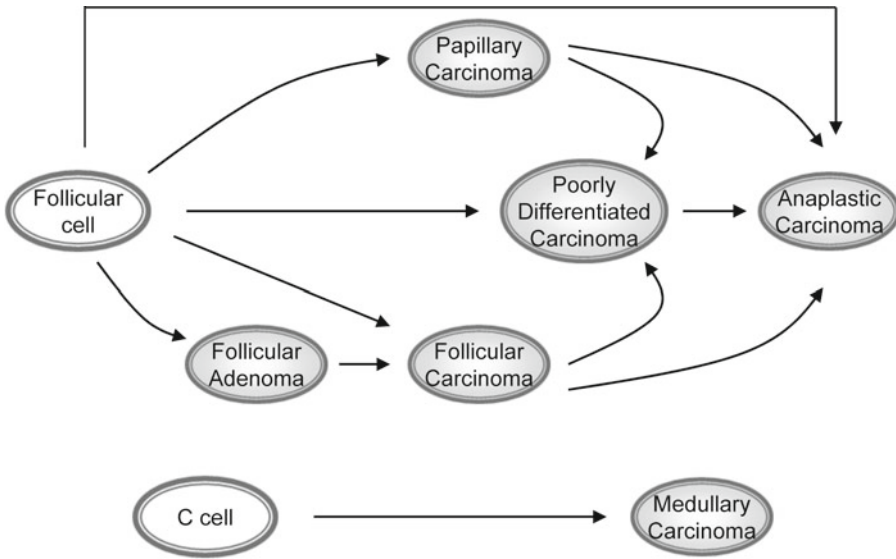 Papillary
Carcinoma
Follicular
cell
Poorly
Differentiated
Carcinoma
Anaplastic
Carcinoma
Follicular
Adenoma
Follicular
Carcinoma
C cell
Medullary
Carcinoma